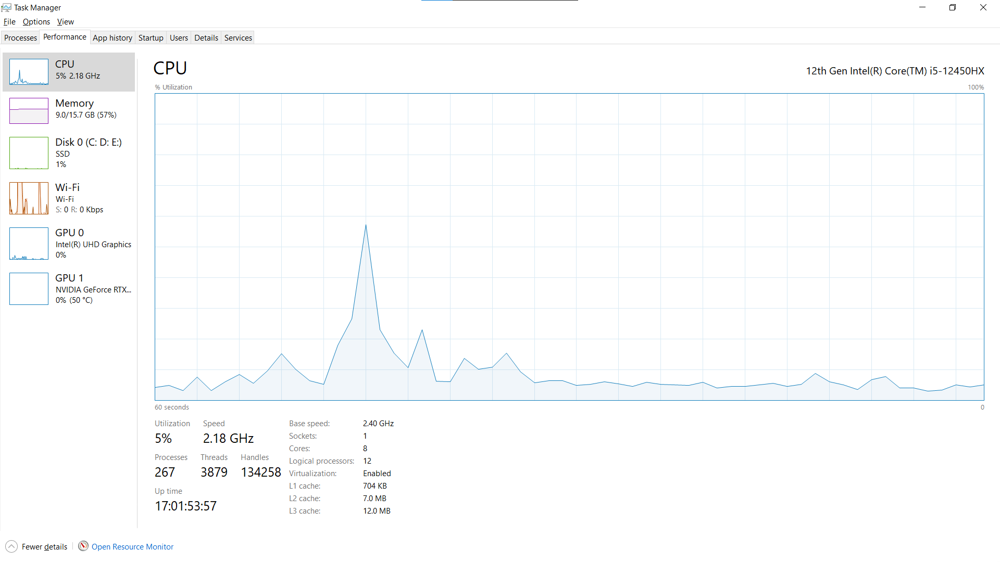 Task Manager
File Options View
Processes Performance App history Startup Users Details Services
CPU
5% 2.18 GHz
Memory
9.0/15.7 GB (57%)
Disk 0 (C: D: E:)
SSD
1%
Wi-Fi
Wi-Fi
S: 0 R: 0 Kbps
GPU 0
Intel(R) UHD Graphics
0%
GPU 1
NVIDIA GeForce RTX...
0% (50 °C)
CPU
12th Gen Intel(R) Core(TM) i5-12450HX
% Utilization 100%
60 seconds 0
Utilization Speed
5% 2.18 GHz
Processes Threads Handles
267 3879 134258
Up time
17:01:53:57
Base speed: 2.40 GHz
Sockets: 1
Cores: 8
Logical processors: 12
Virtualization: Enabled
L1 cache: 704 KB
L2 cache: 7.0 MB
L3 cache: 12.0 MB
Fewer details Open Resource Monitor